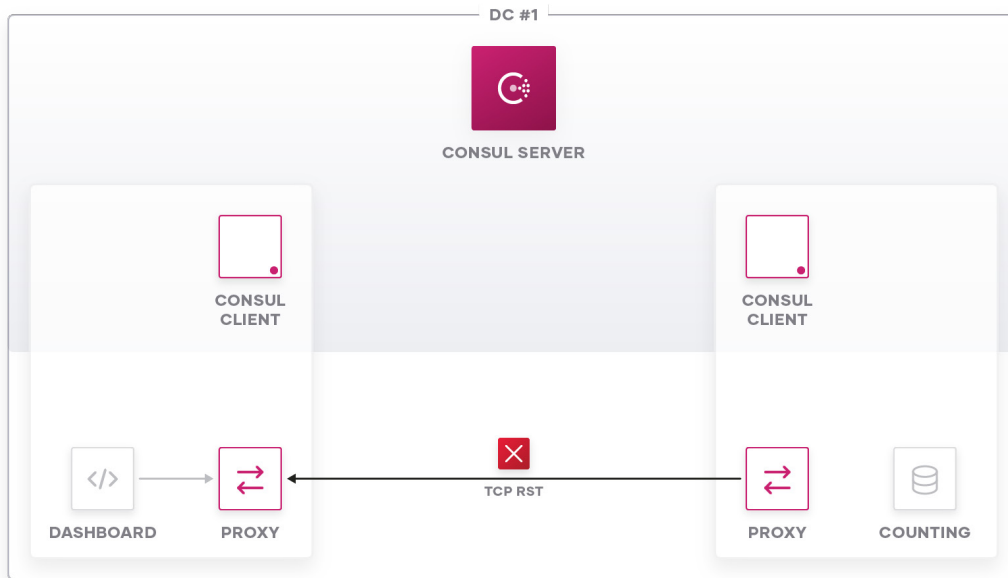 DC #1
CONSUL SERVER
CONSUL
CLIENT
CONSUL
CLIENT
TCP RST
DASHBOARD
PROXY
PROXY
COUNTING